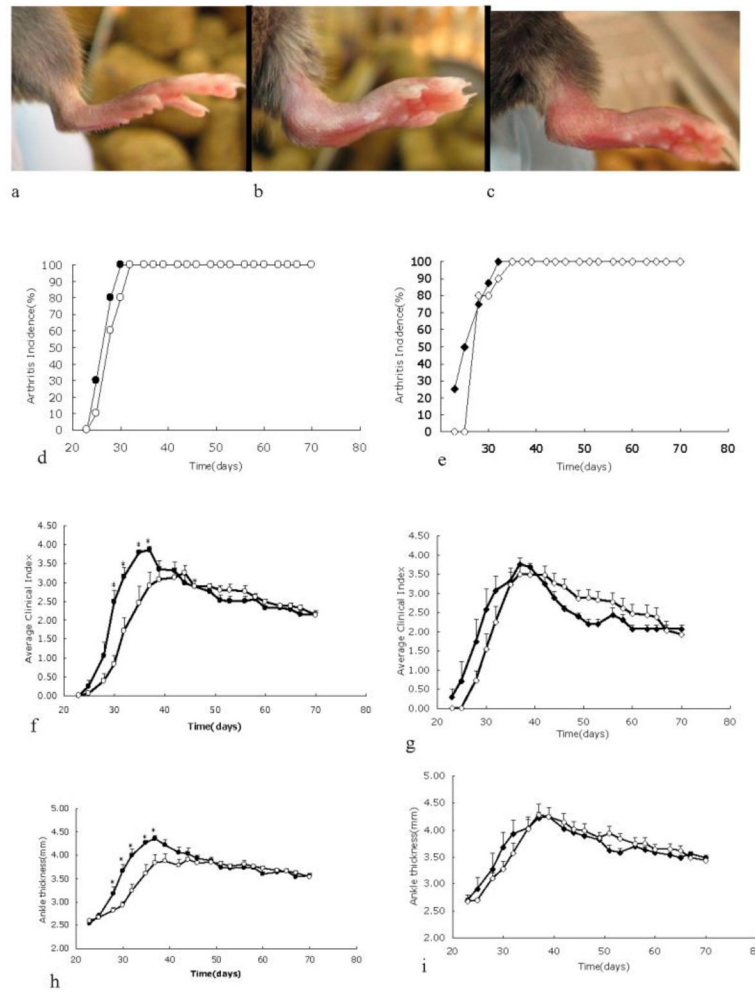 a
b
c
100
90
80
70
60
50
40
30
20
10
0
Arthritis Incidence(%)
20 30 40 50 60 70 80
Time(days)
d
100
90
80
70
60
50
40
30
20
10
0
Arthritis Incidence(%)
20 30 40 50 60 70 80
Time(days)
e
4.50
4.00
3.50
3.00
2.50
2.00
1.50
1.00
0.50
0.00
Average Clinical Index
* * * * *
20 30 40 50 60 70 80
Time(days)
f
4.50
4.00
3.50
3.00
2.50
2.00
1.50
1.00
0.50
0.00
Average Clinical Index
20 30 40 50 60 70 80
Time(days)
g
5.00
4.50
4.00
3.50
3.00
2.50
2.00
Ankle thickness(mm)
* * * * *
20 30 40 50 60 70 80
Time(days)
h
5.00
4.50
4.00
3.50
3.00
2.50
2.00
Ankle thickness(mm)
20 30 40 50 60 70 80
Time(days)
i